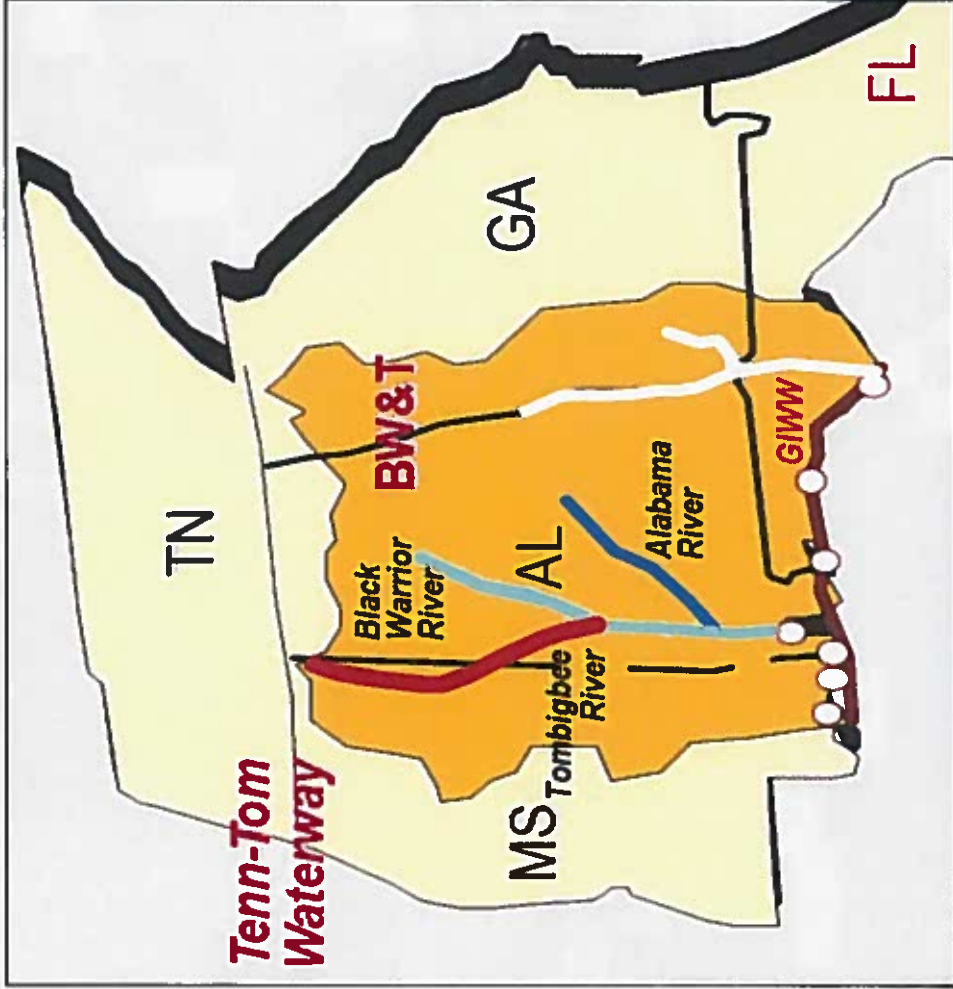 TN
Tenn-Tom
Waterway
BW&T
Black
Warrior
River
GA
MS
Tombigbee
River
AL
Alabama
River
GIWW
FL